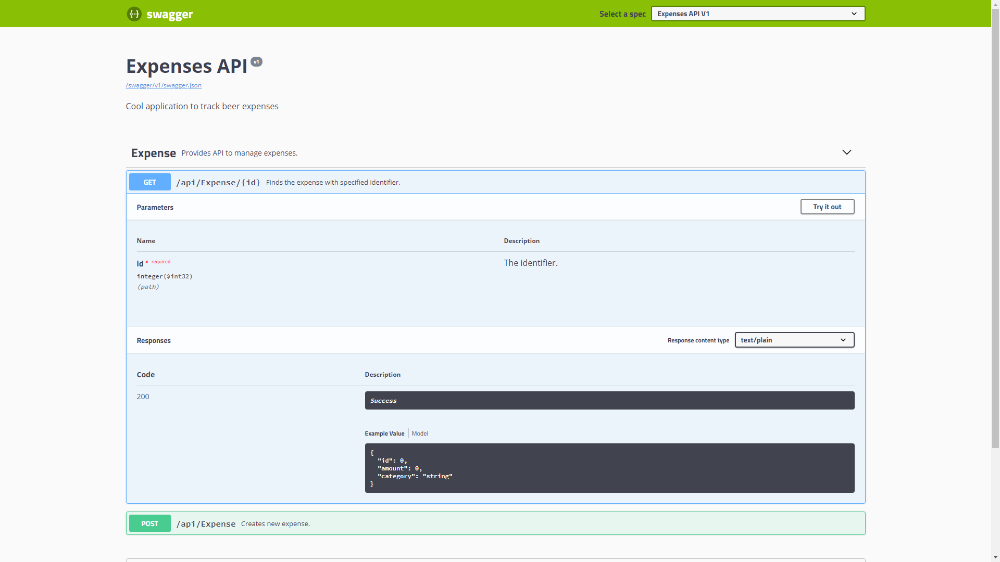 {···} swagger
Select a spec
Expenses API V1
Expenses API v1
/swagger/v1/swagger.json
Cool application to track beer expenses
Expense Provides API to manage expenses.
GET /api/Expense/{id} Finds the expense with specified identifier.
Parameters
Try it out
Name Description
id * required The identifier.
integer($int32)
(path)
Responses
Response content type text/plain
Code Description
200 Success
Example Value Model
{
"id": 0,
"amount": 0,
"category": "string"
}
POST /api/Expense Creates new expense.